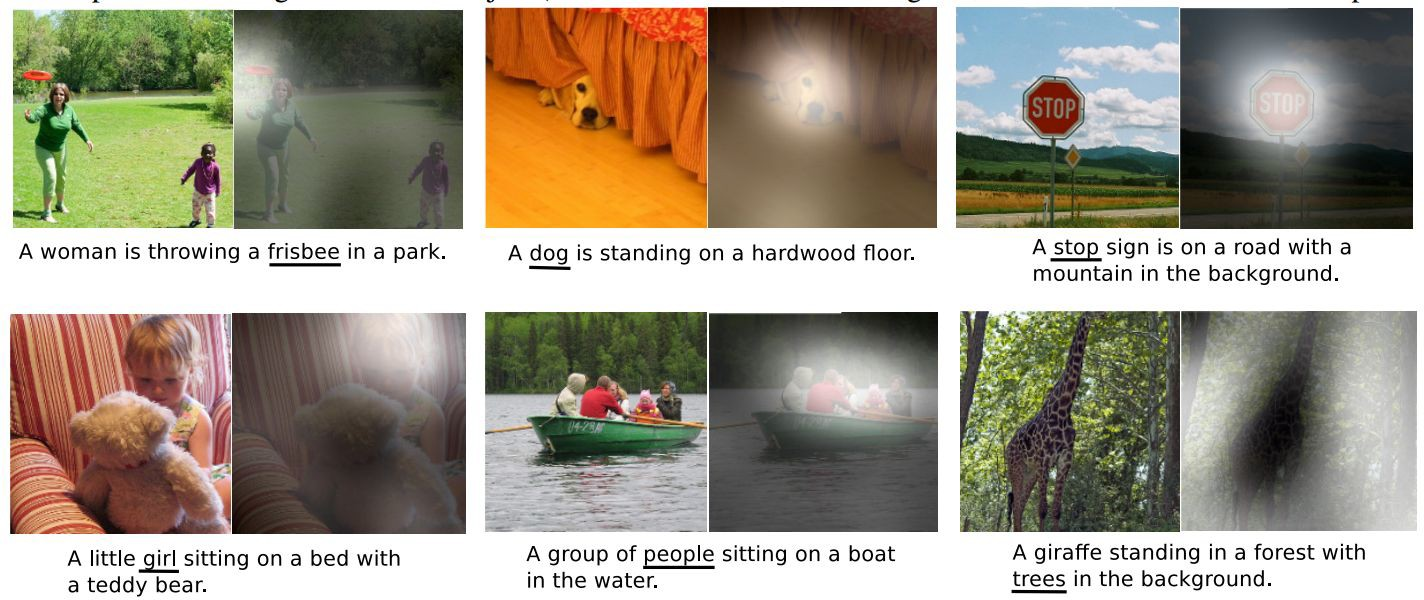 A woman is throwing a frisbee in a park.
A dog is standing on a hardwood floor.
STOP
STOP
A stop sign is on a road with a
mountain in the background.
A little girl sitting on a bed with
a teddy bear.
A group of people sitting on a boat
in the water.
A giraffe standing in a forest with
trees in the background.